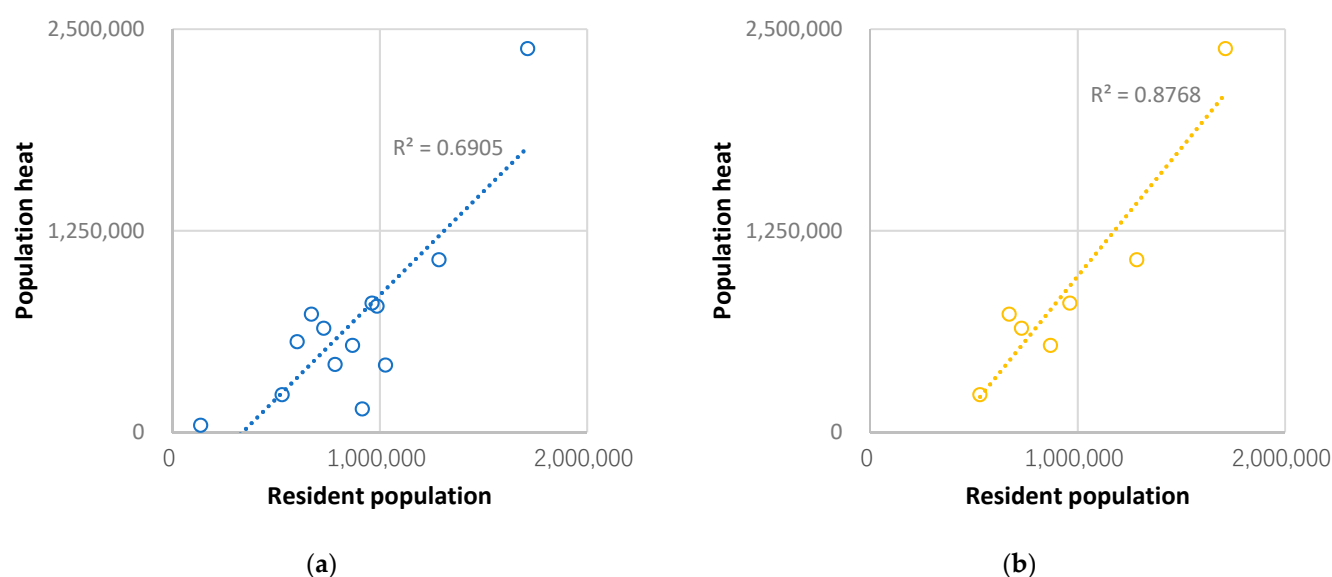 2,500,000
R² = 0.6905
1,250,000
0
0
1,000,000
2,000,000
Population heat
Resident population
(a)
2,500,000
R² = 0.8768
1,250,000
0
0
1,000,000
2,000,000
Population heat
Resident population
(b)